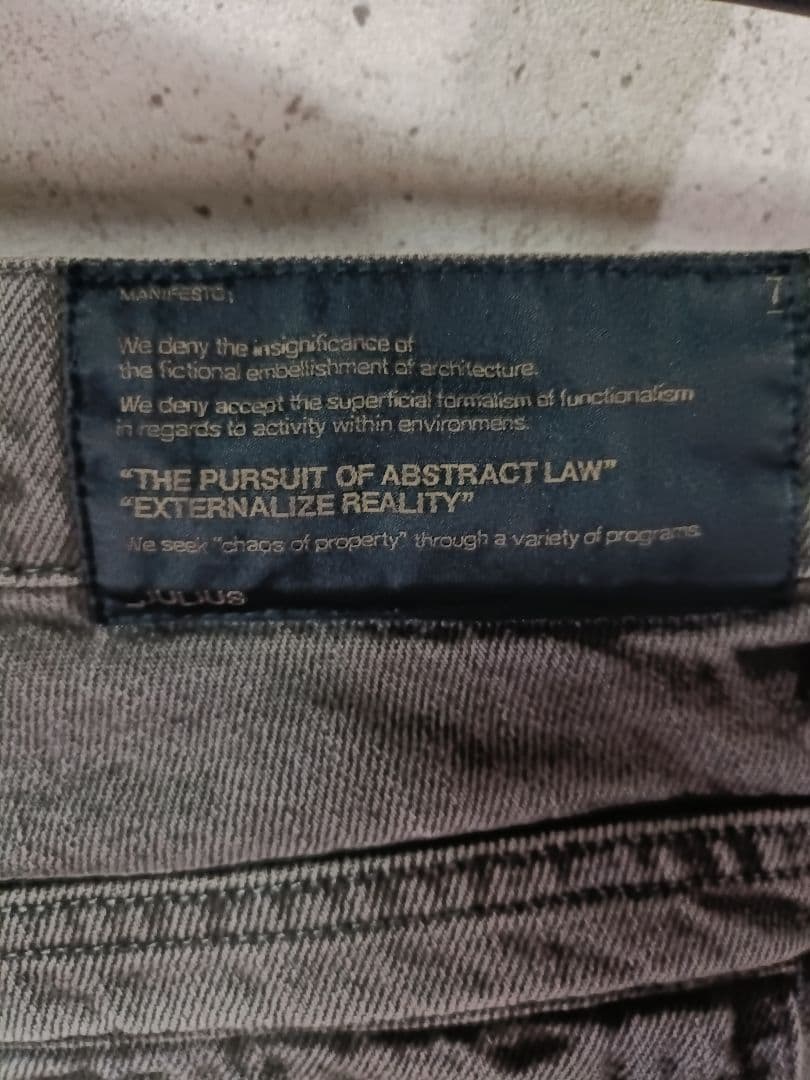 MANIFESTO;
7
We deny the insignificance of
the fictional embellishment of architecture.
We deny accept the superficial formalism of functionalism
in regards to activity within environmens.
“THE PURSUIT OF ABSTRACT LAW”
“EXTERNALIZE REALITY”
We seek “chaos of property” through a variety of programs.
_JULIUS